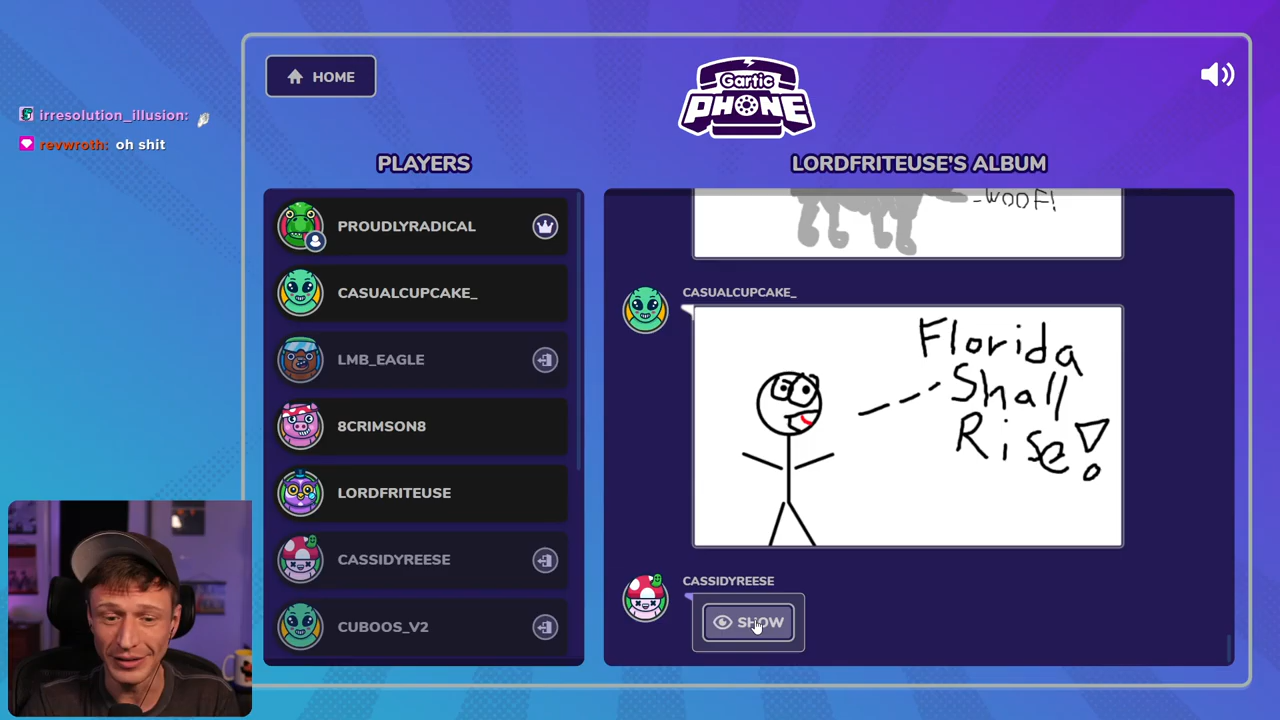 HOME
Gartic
PHONE
irresolution_illusion:
revwroth: oh shit
PLAYERS
PROUDLYRADICAL
CASUALCUPCAKE_
LMB_EAGLE
8CRIMSON8
LORDFRITEUSE
CASSIDYREESE
CUBOOS_V2
LORDFRITEUSE'S ALBUM
-WOOF!
CASUALCUPCAKE_
Florida
Shall
Rise!
CASSIDYREESE
SHOW